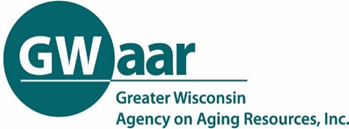 GWaar
Greater Wisconsin
Agency on Aging Resources, Inc.